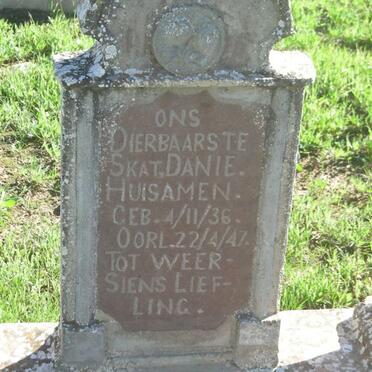 ONS
DIERBAARSTE
SKAT. DANIE.
HUISAMEN.
GEB. 4/11/36.
OORL. 22/4/47.
TOT WEER-
SIENS LIEF-
LING.